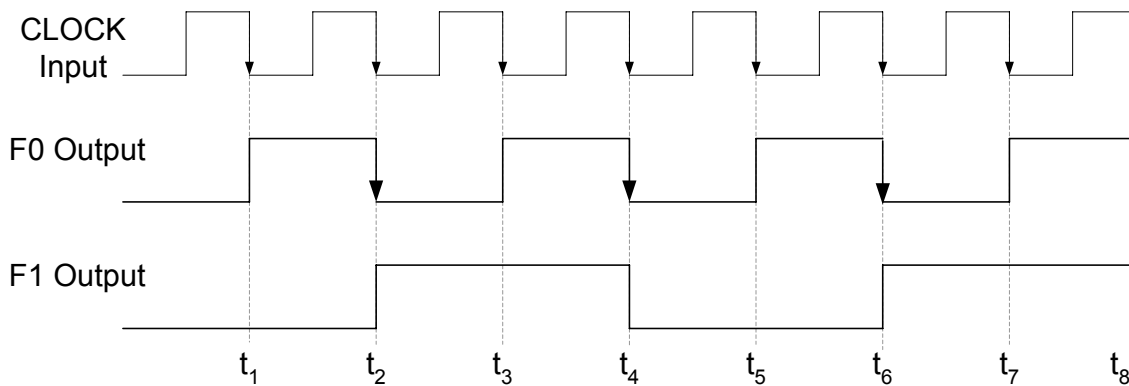 CLOCK
Input
F0 Output
F1 Output
t₁ t₂ t₃ t₄ t₅ t₆ t₇ t₈